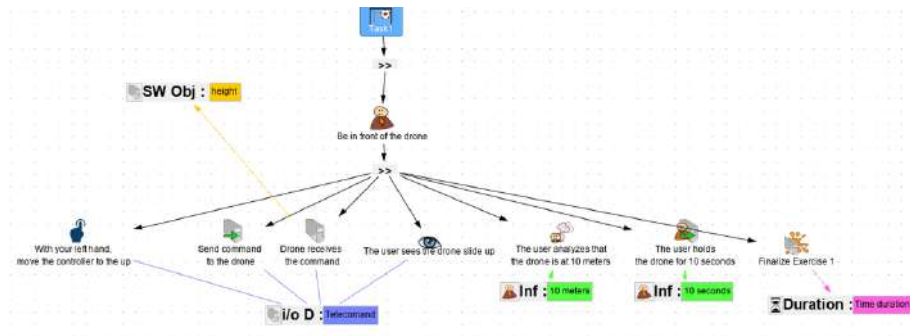 Task1
>>
SW Obj : height
Be in front of the drone
>>
With your left hand,
move the controller to the up
Send command
to the drone
Drone receives
the command
The user sees the drone slide up
The user analyzes that
the drone is at 10 meters
The user holds
the drone for 10 seconds
Finalize Exercise 1
i/o D : Telecomand
Inf : 10 meters
Inf : 10 seconds
Duration : Time duration